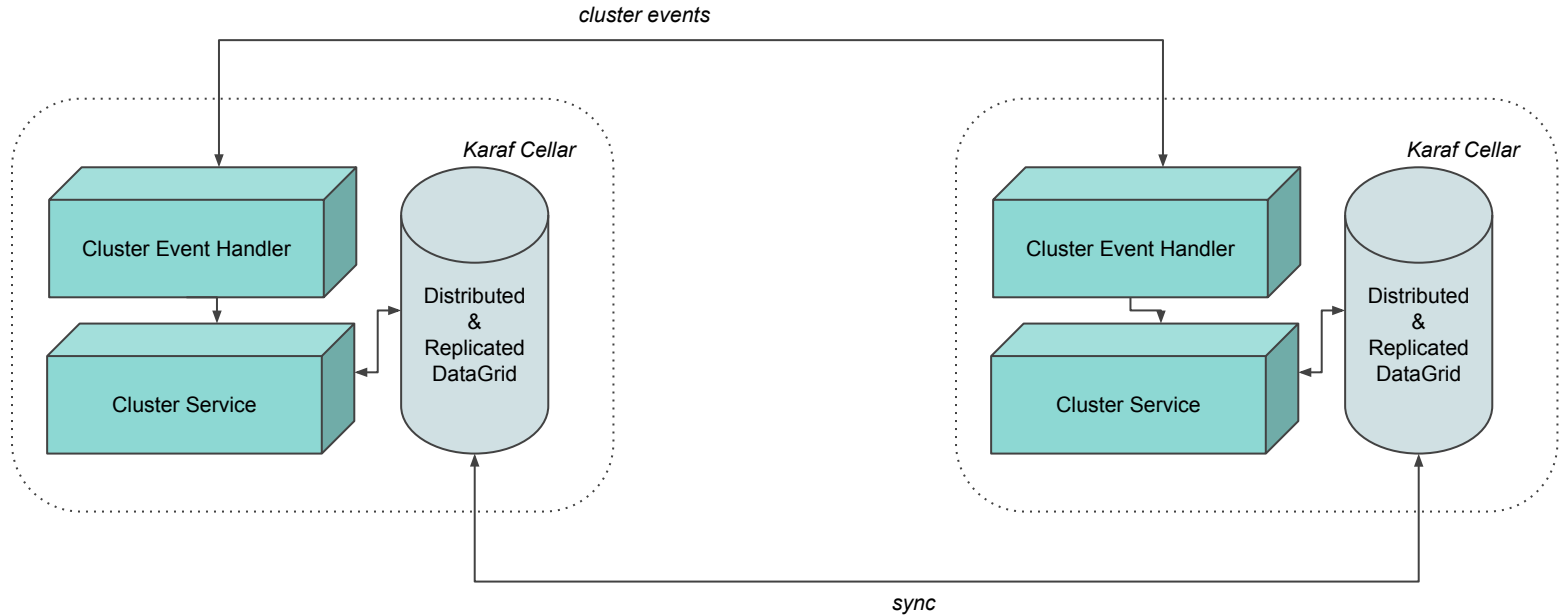 cluster events
Karaf Cellar
Cluster Event Handler
Distributed
&
Replicated
DataGrid
Cluster Service
Karaf Cellar
Cluster Event Handler
Distributed
&
Replicated
DataGrid
Cluster Service
sync